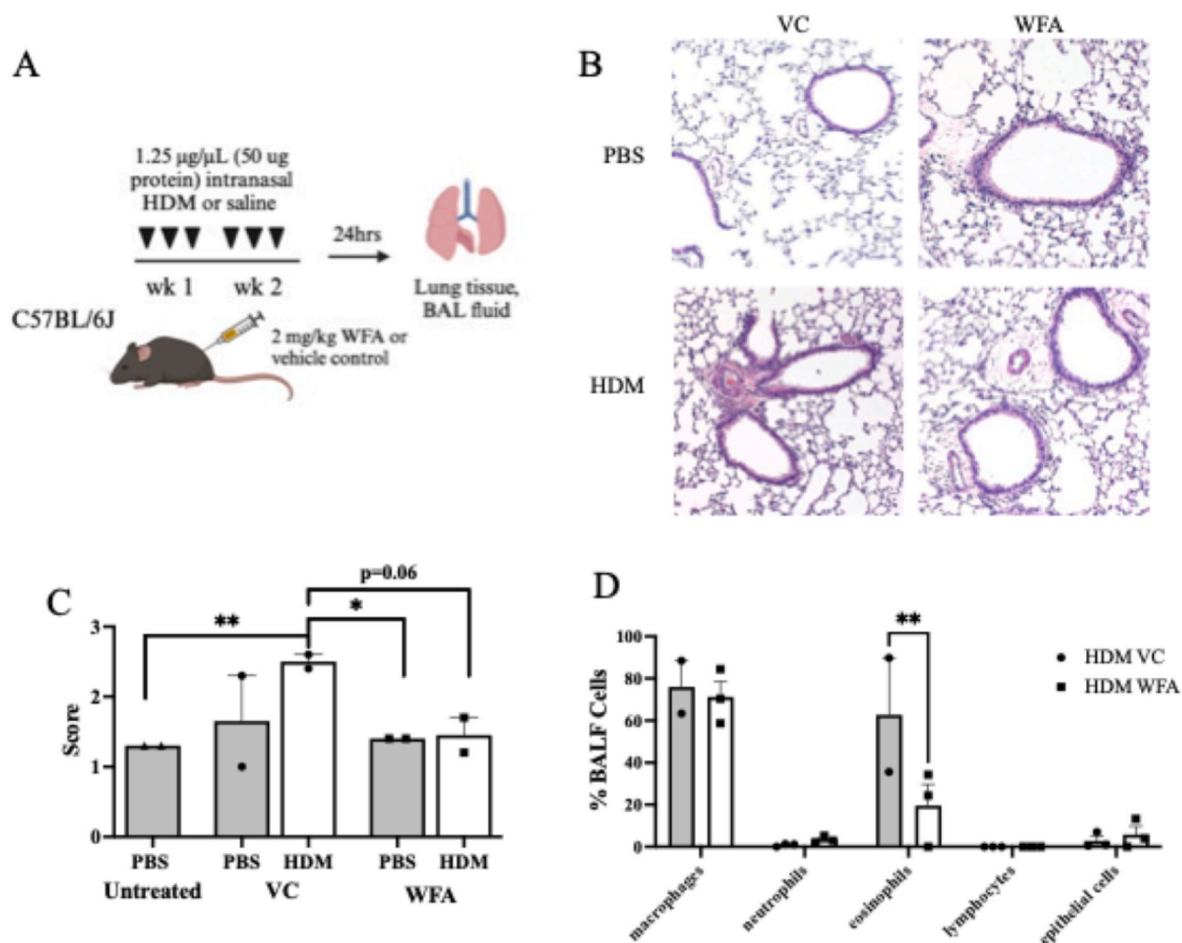 A
1.25 µg/µL (50 ug
protein) intranasal
HDM or saline
wk 1 wk 2
24hrs
Lung tissue,
BAL fluid
C57BL/6J
2 mg/kg WFA or
vehicle control
B
VC WFA
PBS
HDM
C
p=0.06
** *
Score
3
2
1
0
PBS PBS HDM PBS HDM
Untreated VC WFA
D
**
HDM VC
HDM WFA
% BALF Cells
100
80
60
40
20
0
macrophages
neutrophils
eosinophils
lymphocytes
epithelial cells